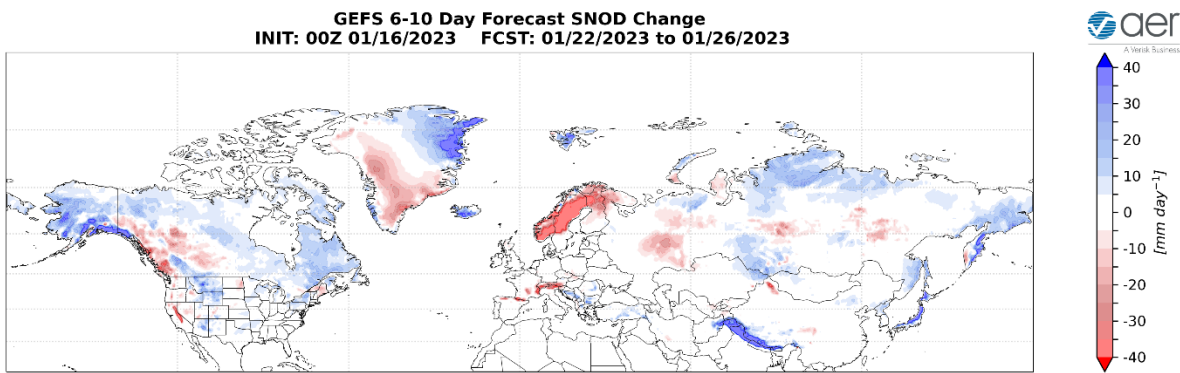 GEFS 6-10 Day Forecast SNOD Change
INIT: 00Z 01/16/2023 FCST: 01/22/2023 to 01/26/2023
aer
A Verisk Business
40
30
20
10
0
-10
-20
-30
-40
[mm day⁻¹]